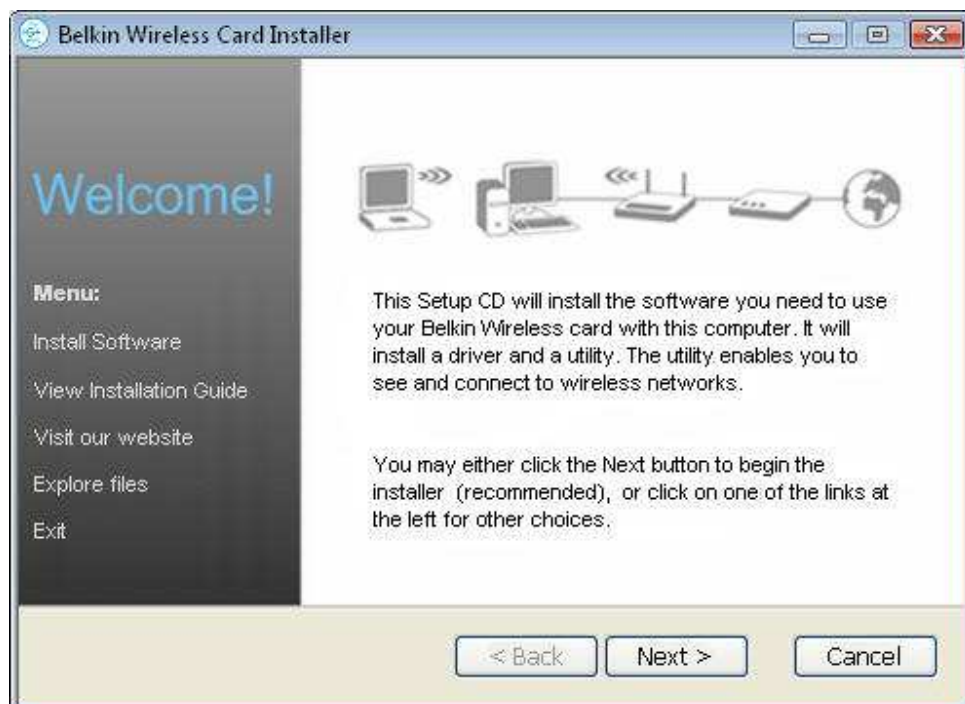 Belkin Wireless Card Installer
Welcome!
Menu:
Install Software
View Installation Guide
Visit our website
Explore files
Exit
This Setup CD will install the software you need to use
your Belkin Wireless card with this computer. It will
install a driver and a utility. The utility enables you to
see and connect to wireless networks.
You may either click the Next button to begin the
installer (recommended), or click on one of the links at
the left for other choices.
< Back
Next >
Cancel